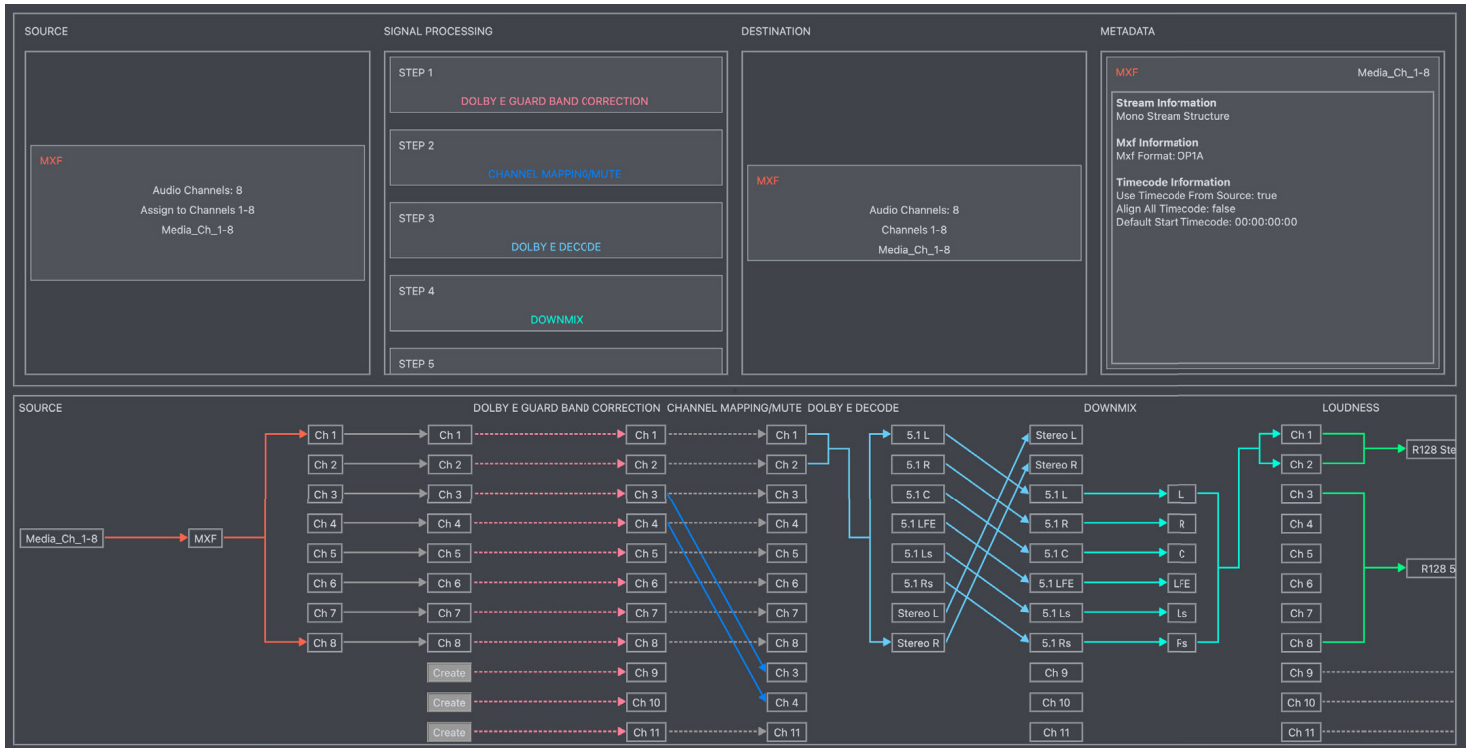 SOURCE
SIGNAL PROCESSING
DESTINATION
METADATA
MXF
Audio Channels: 8
Assign to Channels 1-8
Media_Ch_1-8
STEP 1
DOLBY E GUARD BAND CORRECTION
STEP 2
CHANNEL MAPPING/MUTE
STEP 3
DOLBY E DECODE
STEP 4
DOWNMIX
STEP 5
MXF
Audio Channels: 8
Channels 1-8
Media_Ch_1-8
MXF Media_Ch_1-8
Stream Information
Mono Stream Structure
Mxf Information
Mxf Format: OP1A
Timecode Information
Use Timecode From Source: true
Align All Timecode: false
Default Start Timecode: 00:00:00:00
SOURCE DOLBY E GUARD BAND CORRECTION CHANNEL MAPPING/MUTE DOLBY E DECODE DOWNMIX LOUDNESS
Ch 1 Ch 1 Ch 1 Ch 1 5.1 L Stereo L Ch 1
R128 Ste
Ch 2 Ch 2 Ch 2 Ch 2 5.1 R Stereo R Ch 2
Ch 3 Ch 3 Ch 3 Ch 3 5.1 C 5.1 L L Ch 3
Ch 4 Ch 4 Ch 4 Ch 4 5.1 LFE 5.1 R R Ch 4
Media_Ch_1-8 MXF
Ch 5 Ch 5 Ch 5 Ch 5 5.1 Ls 5.1 C C Ch 5
R128 5
Ch 6 Ch 6 Ch 6 Ch 6 5.1 Rs 5.1 LFE LFE Ch 6
Ch 7 Ch 7 Ch 7 Ch 7 Stereo L 5.1 Ls Ls Ch 7
Ch 8 Ch 8 Ch 8 Ch 8 Stereo R 5.1 Rs Fs Ch 8
Create Ch 9 Ch 3 Ch 9 Ch 9
Create Ch 10 Ch 4 Ch 10 Ch 10
Create Ch 11 Ch 11 Ch 11 Ch 11